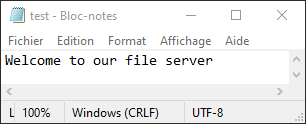 test - Bloc-notes
Fichier Edition Format Affichage Aide
Welcome to our file server
L 100% Windows (CRLF) UTF-8